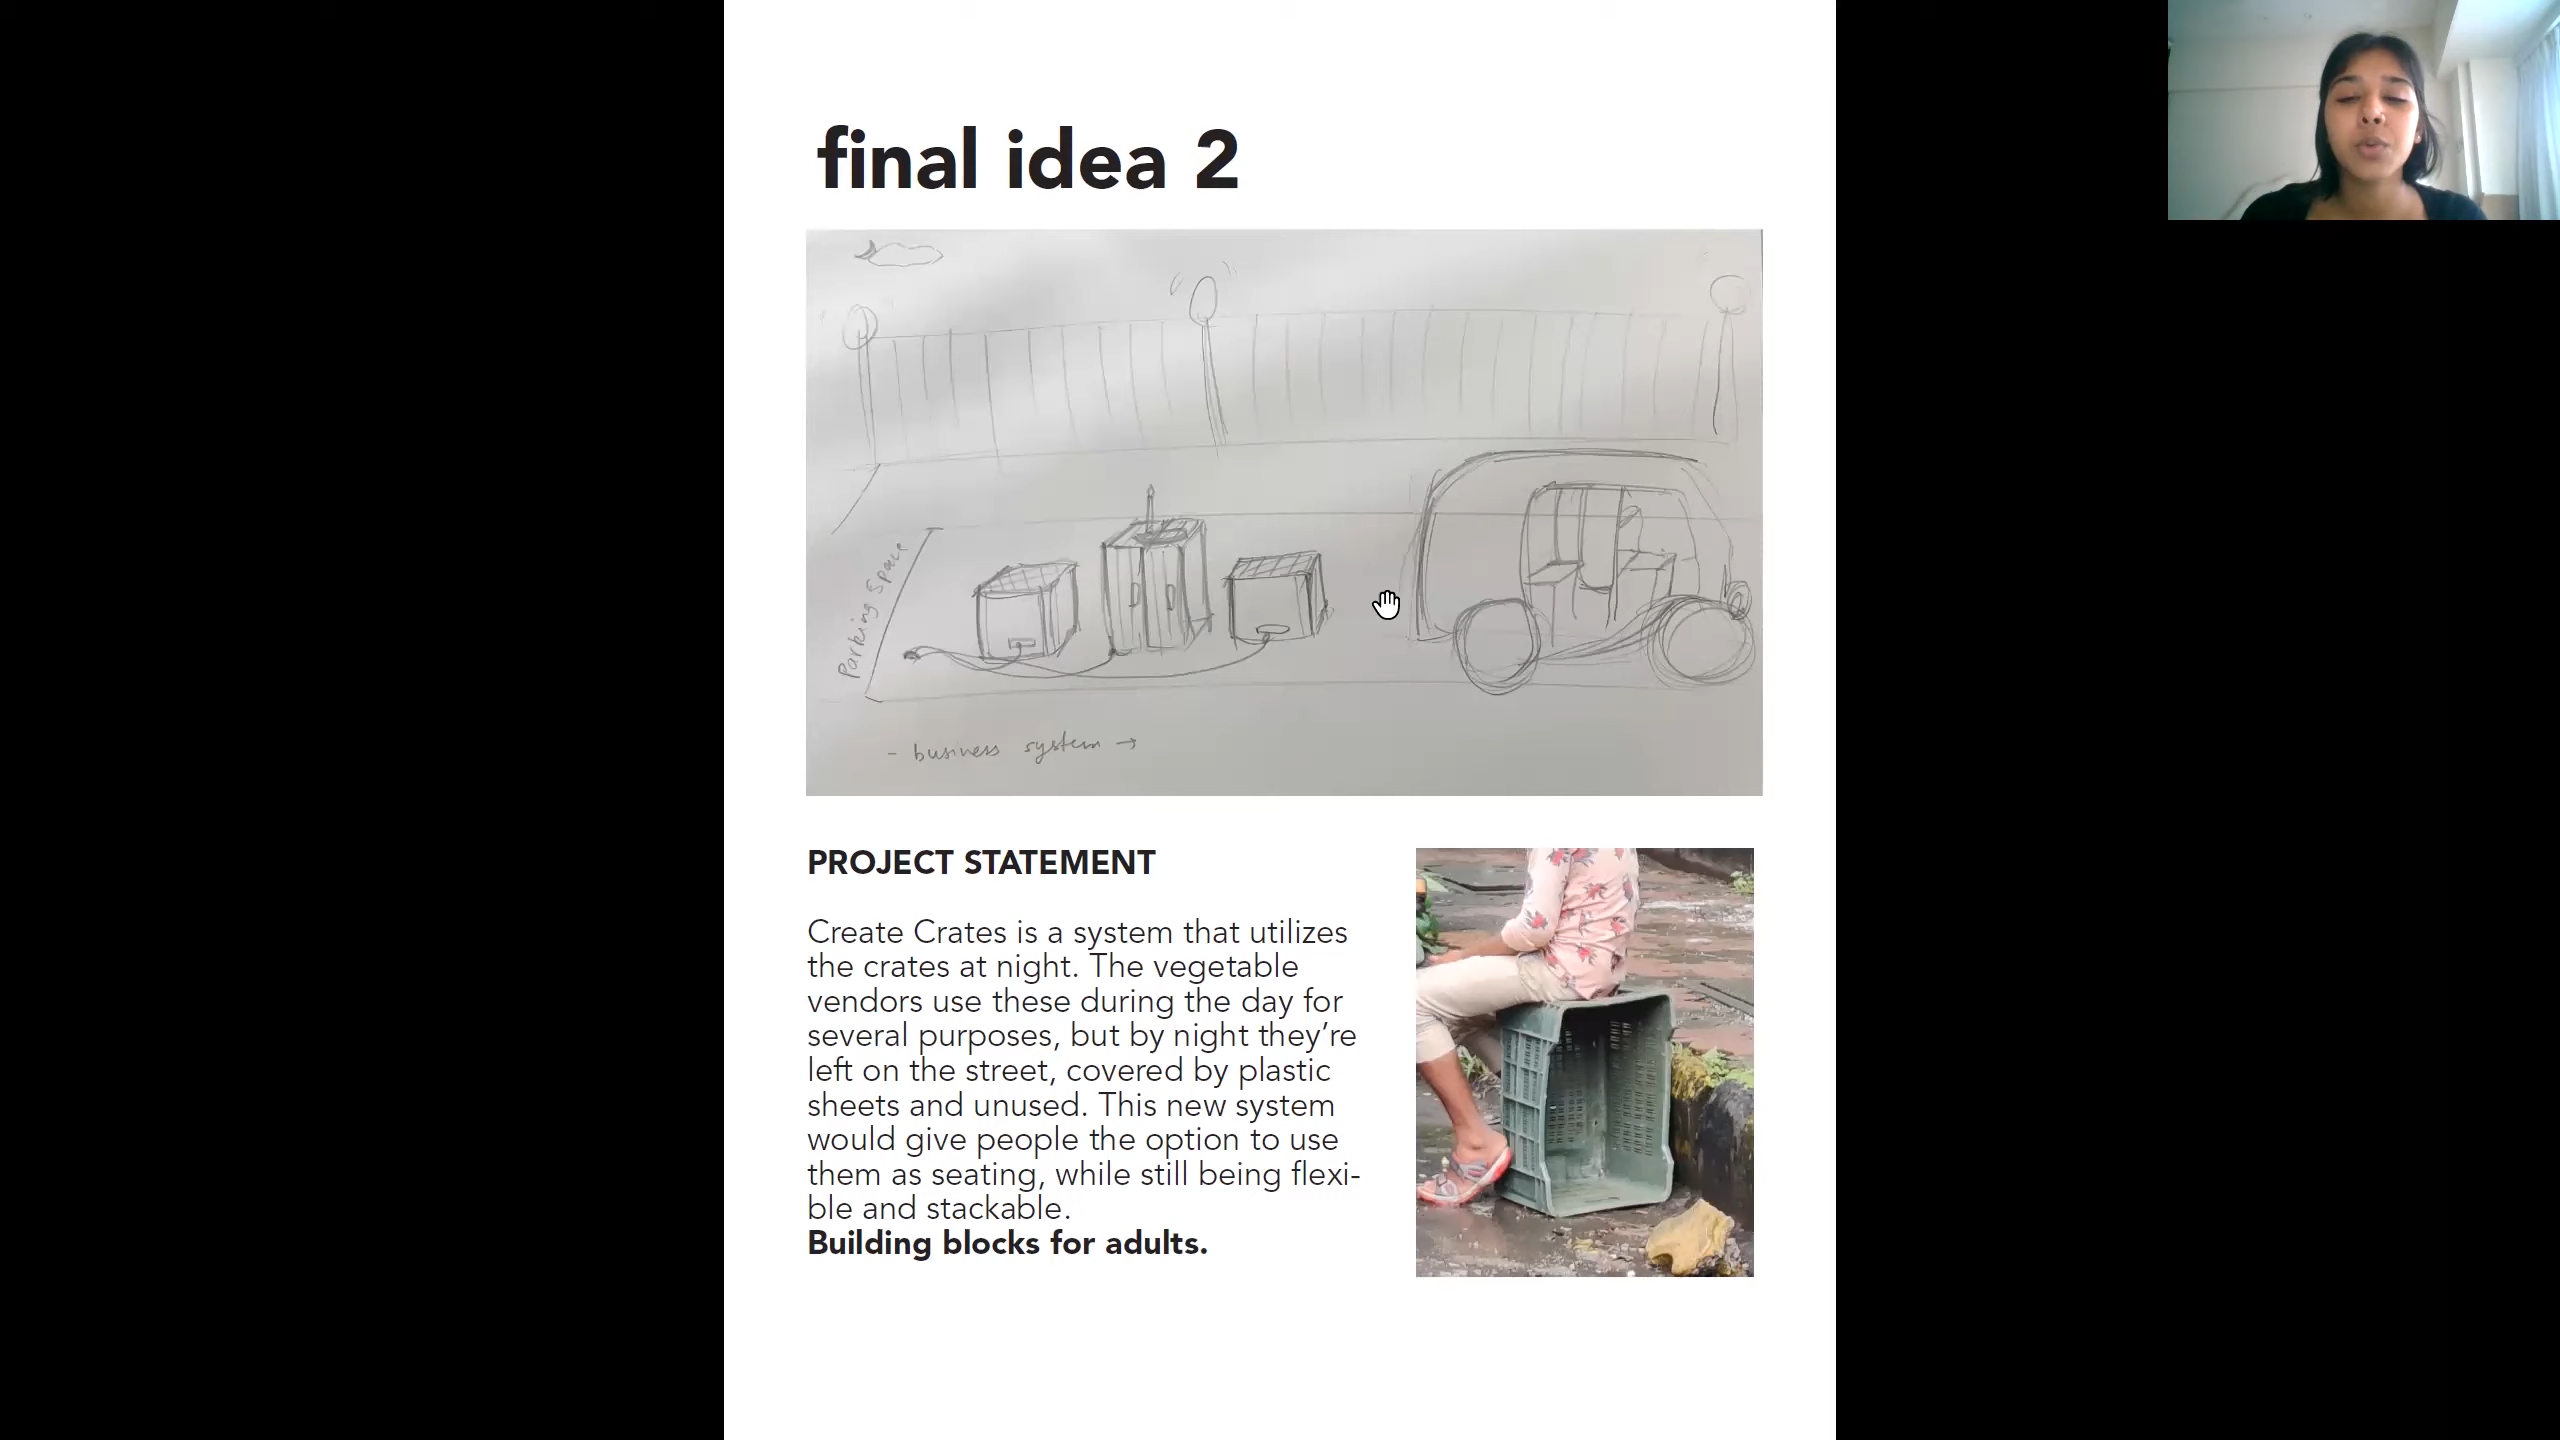 final idea 2
Parking Space
- business system →
PROJECT STATEMENT
Create Crates is a system that utilizes
the crates at night. The vegetable
vendors use these during the day for
several purposes, but by night they’re
left on the street, covered by plastic
sheets and unused. This new system
would give people the option to use
them as seating, while still being flexi-
ble and stackable.
Building blocks for adults.